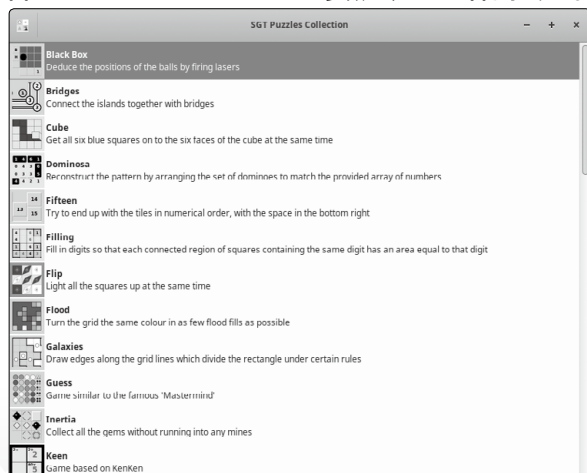 SGT Puzzles Collection
Black Box
Deduce the positions of the balls by firing lasers
Bridges
Connect the islands together with bridges
Cube
Get all six blue squares on to the six faces of the cube at the same time
Dominosa
Reconstruct the pattern by arranging the set of dominoes to match the provided array of numbers
Fifteen
Try to end up with the tiles in numerical order, with the space in the bottom right
Filling
Fill in digits so that each connected region of squares containing the same digit has an area equal to that digit
Flip
Light all the squares up at the same time
Flood
Turn the grid the same colour in as few flood fills as possible
Galaxies
Draw edges along the grid lines which divide the rectangle under certain rules
Guess
Game similar to the famous 'Mastermind'
Inertia
Collect all the gems without running into any mines
Keen
Game based on KenKen